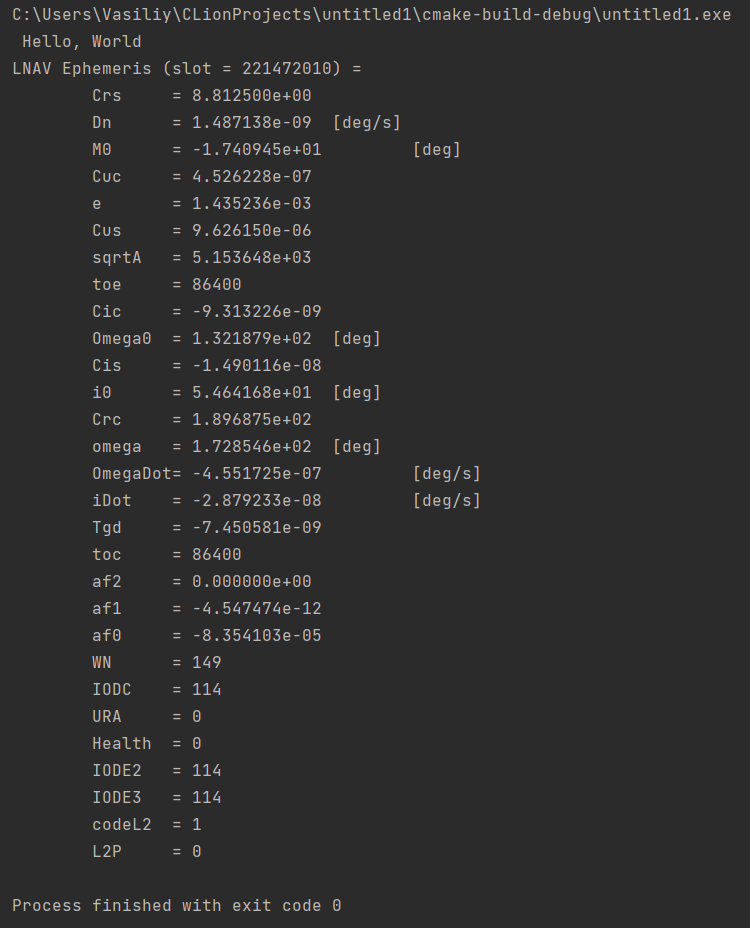 C:\Users\Vasiliy\CLionProjects\untitled1\cmake-build-debug\untitled1.exe
 Hello, World
LNAV Ephemeris (slot = 221472010) =
        Crs     = 8.812500e+00
        Dn      = 1.487138e-09  [deg/s]
        M0      = -1.740945e+01         [deg]
        Cuc     = 4.526228e-07
        e       = 1.435236e-03
        Cus     = 9.626150e-06
        sqrtA   = 5.153648e+03
        toe     = 86400
        Cic     = -9.313226e-09
        Omega0  = 1.321879e+02  [deg]
        Cis     = -1.490116e-08
        i0      = 5.464168e+01  [deg]
        Crc     = 1.896875e+02
        omega   = 1.728546e+02  [deg]
        OmegaDot= -4.551725e-07         [deg/s]
        iDot    = -2.879233e-08         [deg/s]
        Tgd     = -7.450581e-09
        toc     = 86400
        af2     = 0.000000e+00
        af1     = -4.547474e-12
        af0     = -8.354103e-05
        WN      = 149
        IODC    = 114
        URA     = 0
        Health  = 0
        IODE2   = 114
        IODE3   = 114
        codeL2  = 1
        L2P     = 0

Process finished with exit code 0